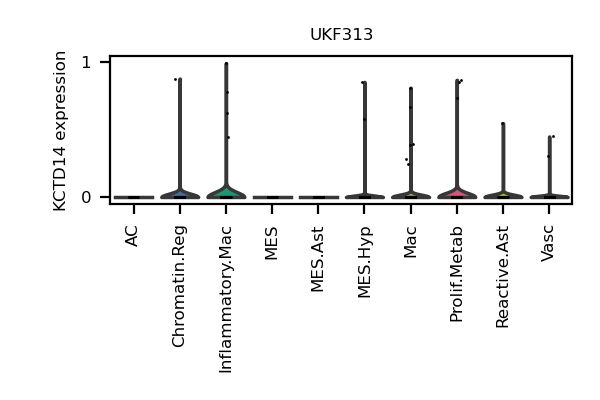 UKF313
KCTD14 expression
1
0
AC
Chromatin.Reg
Inflammatory.Mac
MES
MES.Ast
MES.Hyp
Mac
Prolif.Metab
Reactive.Ast
Vasc